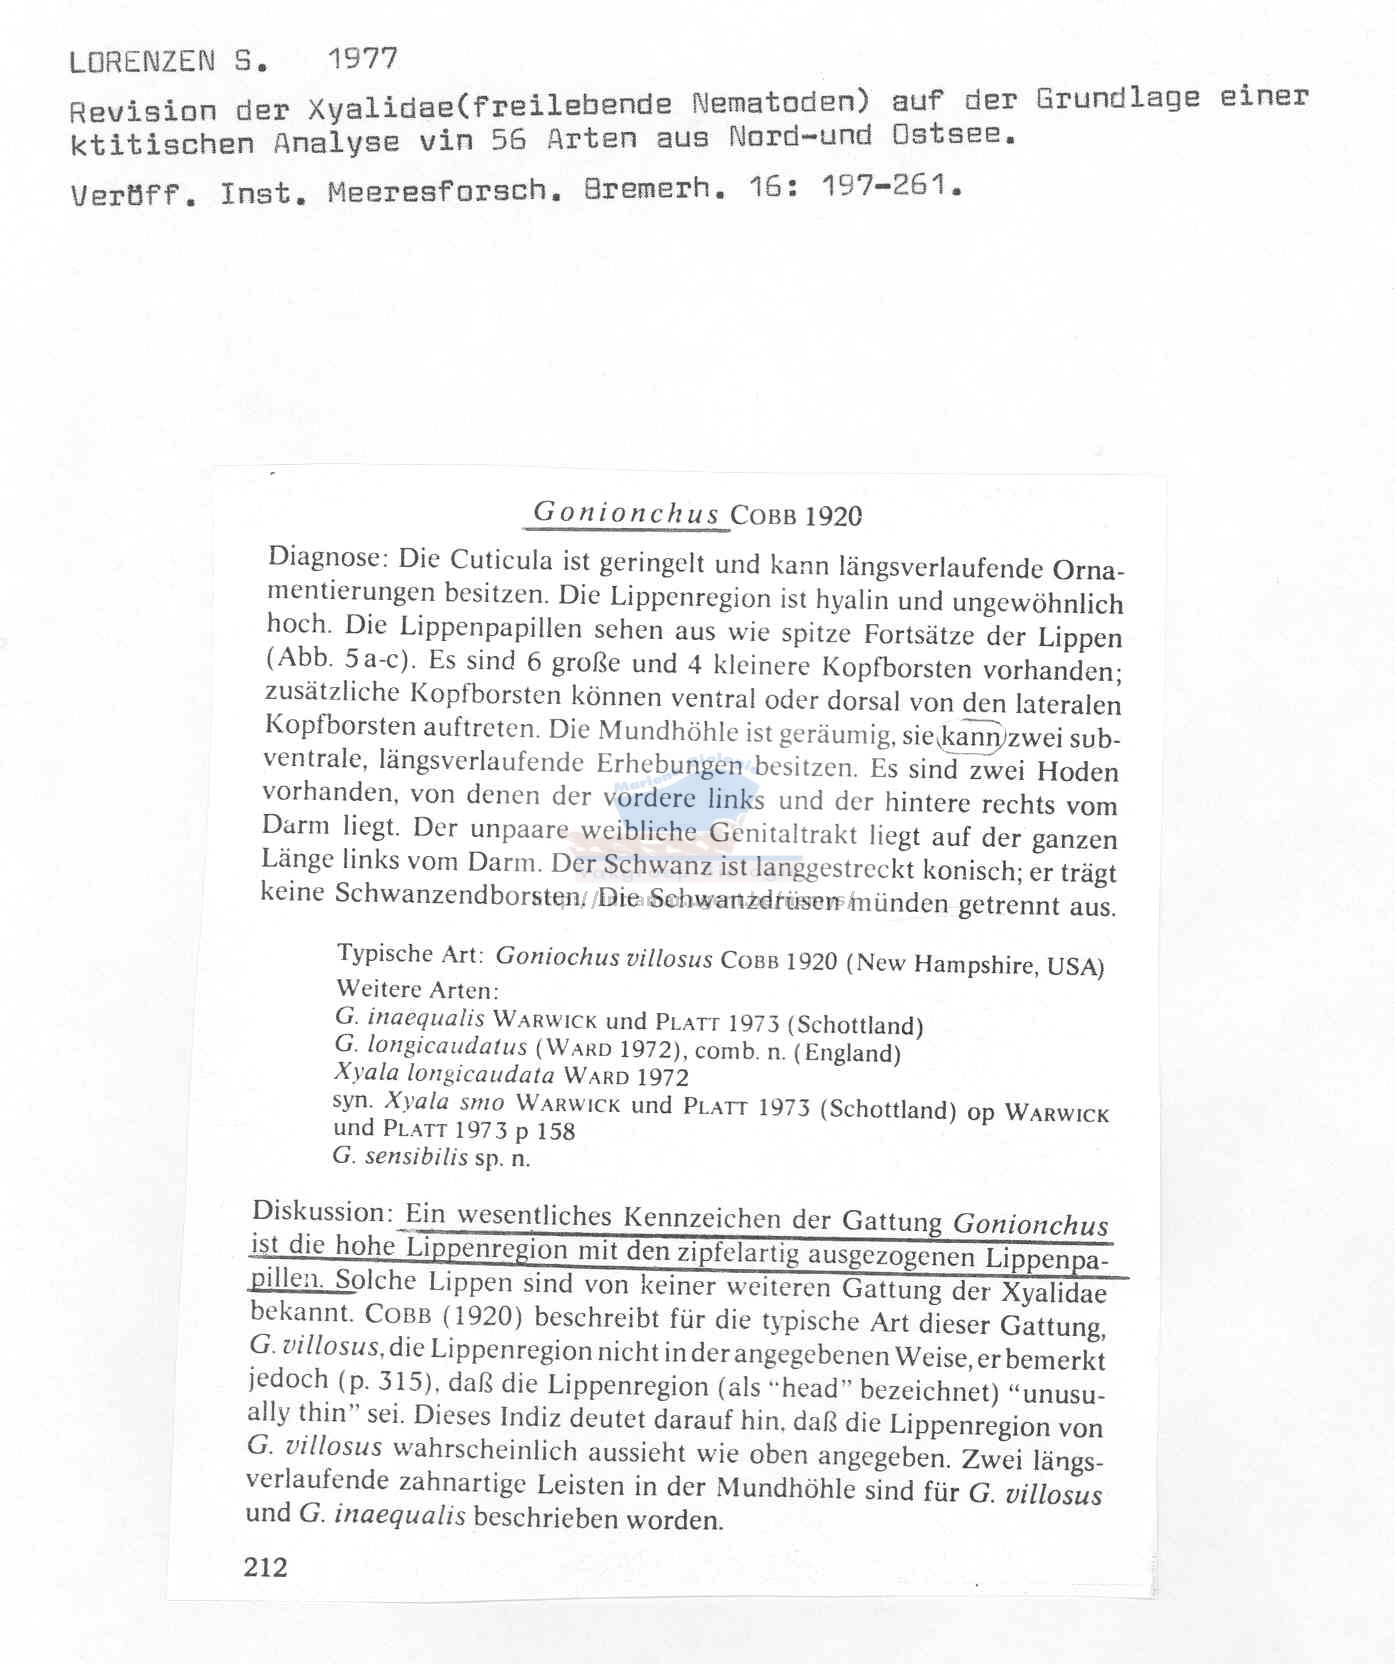 LORENZEN S. 1977
Revision der Xyalidae(freilebende Nematoden) auf der Grundlage einer
ktitischen Analyse vin 56 Arten aus Nord-und Ostsee.
Veröff. Inst. Meeresforsch. Bremerh. 16: 197-261.
Gonionchus COBB 1920
Diagnose: Die Cuticula ist geringelt und kann längsverlaufende Orna-
mentierungen besitzen. Die Lippenregion ist hyalin und ungewöhnlich
hoch. Die Lippenpapillen sehen aus wie spitze Fortsätze der Lippen
(Abb. 5a-c). Es sind 6 große und 4 kleinere Kopfborsten vorhanden;
zusätzliche Kopfborsten können ventral oder dorsal von den lateralen
Kopfborsten auftreten. Die Mundhöhle ist geräumig, sie kann zwei sub-
ventrale, längsverlaufende Erhebungen besitzen. Es sind zwei Hoden
vorhanden, von denen der vordere links und der hintere rechts vom
Darm liegt. Der unpaare weibliche Genitaltrakt liegt auf der ganzen
Länge links vom Darm. Der Schwanz ist langgestreckt konisch; er trägt
keine Schwanzendborsten. Die Schwanzdrüsen münden getrennt aus.
Typische Art: Goniochus villosus COBB 1920 (New Hampshire, USA)
Weitere Arten:
G. inaequalis WARWICK und PLATT 1973 (Schottland)
G. longicaudatus (WARD 1972), comb. n. (England)
Xyala longicaudata WARD 1972
syn. Xyala smo WARWICK und PLATT 1973 (Schottland) op WARWICK
und PLATT 1973 p 158
G. sensibilis sp. n.
Diskussion: Ein wesentliches Kennzeichen der Gattung Gonionchus
ist die hohe Lippenregion mit den zipfelartig ausgezogenen Lippenpa-
pillen. Solche Lippen sind von keiner weiteren Gattung der Xyalidae
bekannt. COBB (1920) beschreibt für die typische Art dieser Gattung,
G. villosus, die Lippenregion nicht in der angegebenen Weise, er bemerkt
jedoch (p. 315), daß die Lippenregion (als “head” bezeichnet) “unusu-
ally thin” sei. Dieses Indiz deutet darauf hin, daß die Lippenregion von
G. villosus wahrscheinlich aussieht wie oben angegeben. Zwei längs-
verlaufende zahnartige Leisten in der Mundhöhle sind für G. villosus
und G. inaequalis beschrieben worden.
212